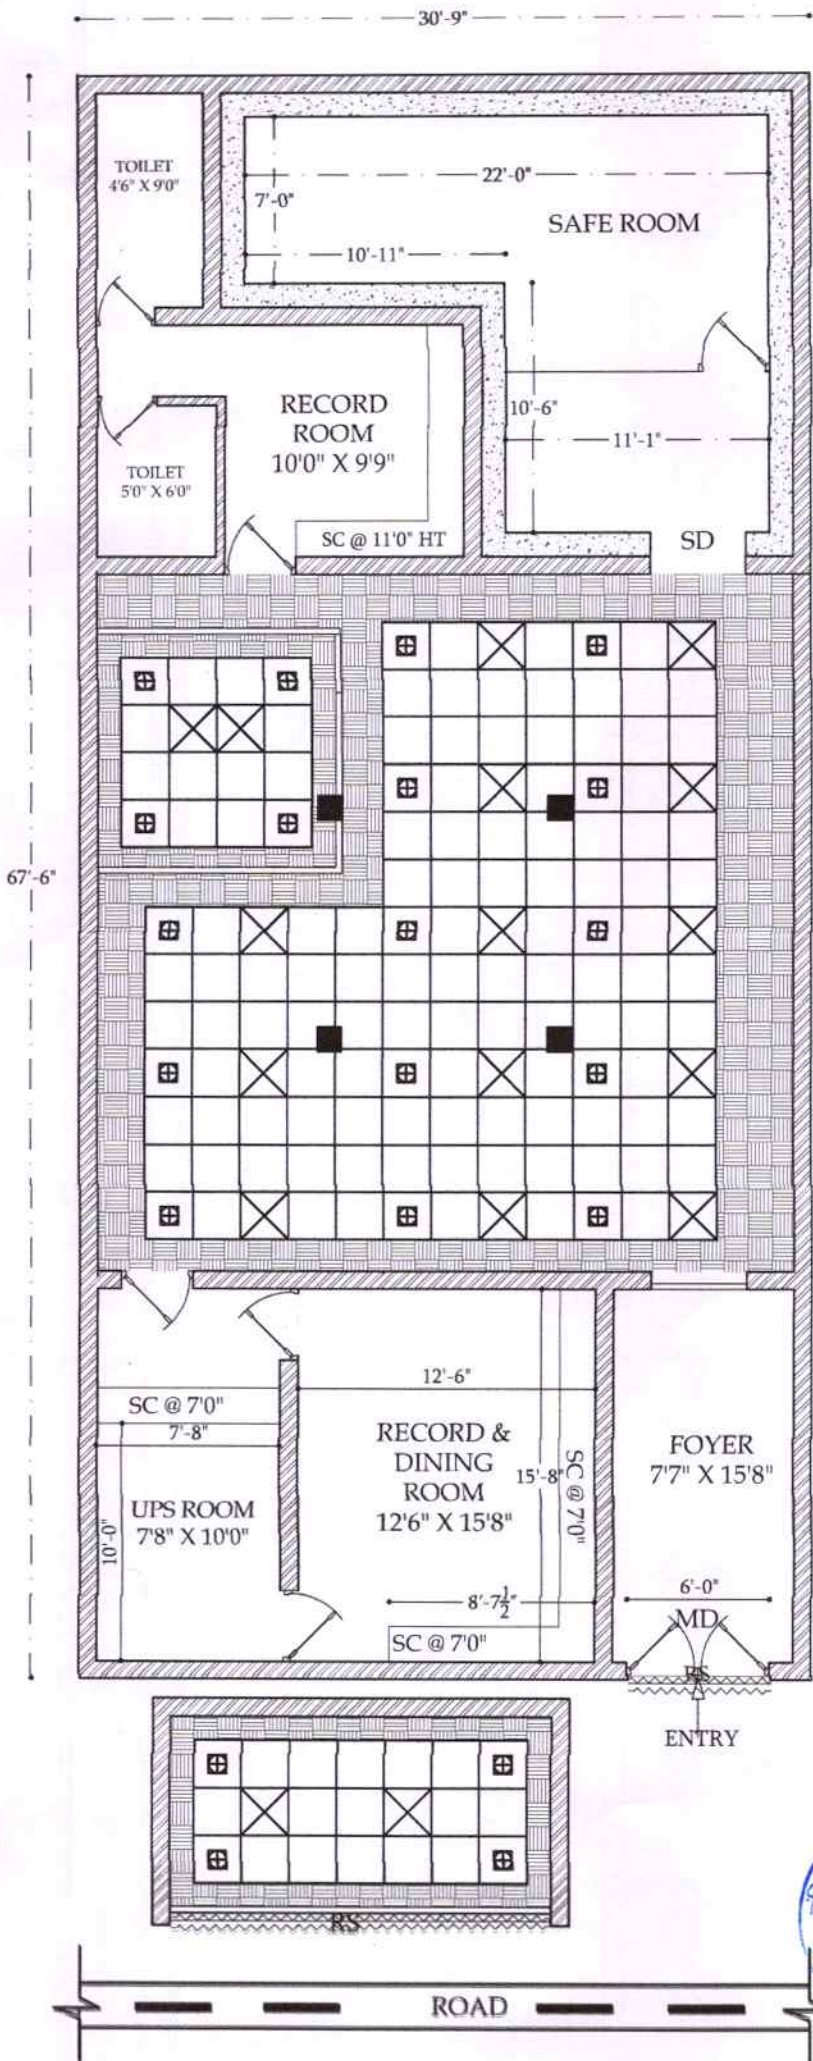 30'-9"
TOILET
4'6" X 9'0"
22'-0"
7'-0"
SAFE ROOM
10'-11"
RECORD
ROOM
10'0" X 9'9"
10'-6"
11'-1"
TOILET
5'0" X 6'0"
SC @ 11'0" HT
SD
67'-6"
12'-6"
SC @ 7'0"
7'-8"
RECORD &
DINING
ROOM
12'6" X 15'8"
15'-8"
SC @ 7'0"
FOYER
7'7" X 15'8"
UPS ROOM
7'8" X 10'0"
10'-0"
8'-7½"
6'-0"
MD
SC @ 7'0"
RS
ENTRY
RS
ROAD